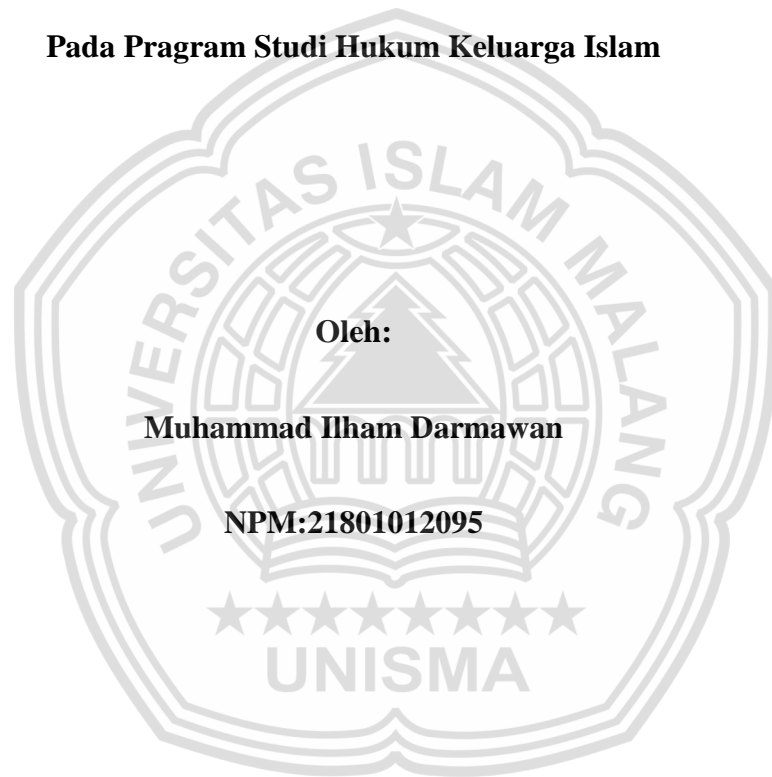 Pada Pragram Studi Hukum Keluarga Islam
UNIVERSITAS ISLAM MALANG
Oleh:
Muhammad Ilham Darmawan
NPM:21801012095
UNISMA